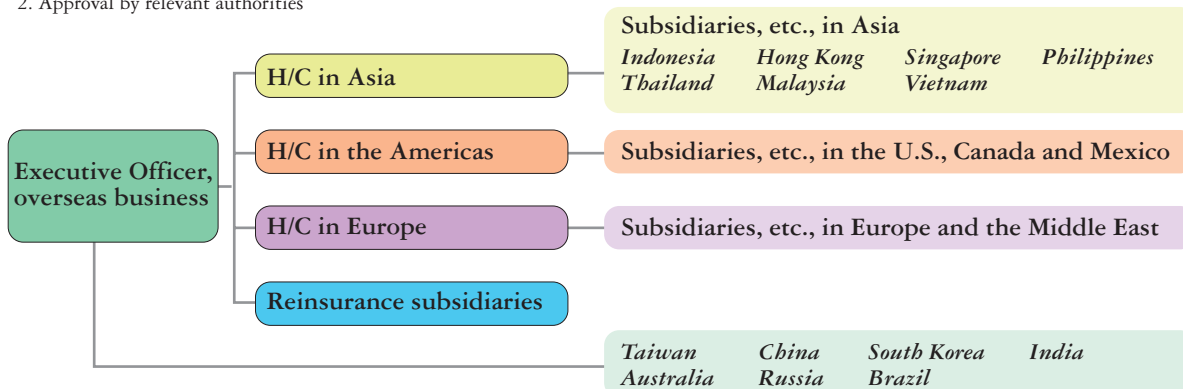 2. Approval by relevant authorities
Subsidiaries, etc., in Asia
Indonesia Hong Kong Singapore Philippines
Thailand Malaysia Vietnam
H/C in Asia
H/C in the Americas
Subsidiaries, etc., in the U.S., Canada and Mexico
Executive Officer,
overseas business
H/C in Europe
Subsidiaries, etc., in Europe and the Middle East
Reinsurance subsidiaries
Taiwan China South Korea India
Australia Russia Brazil